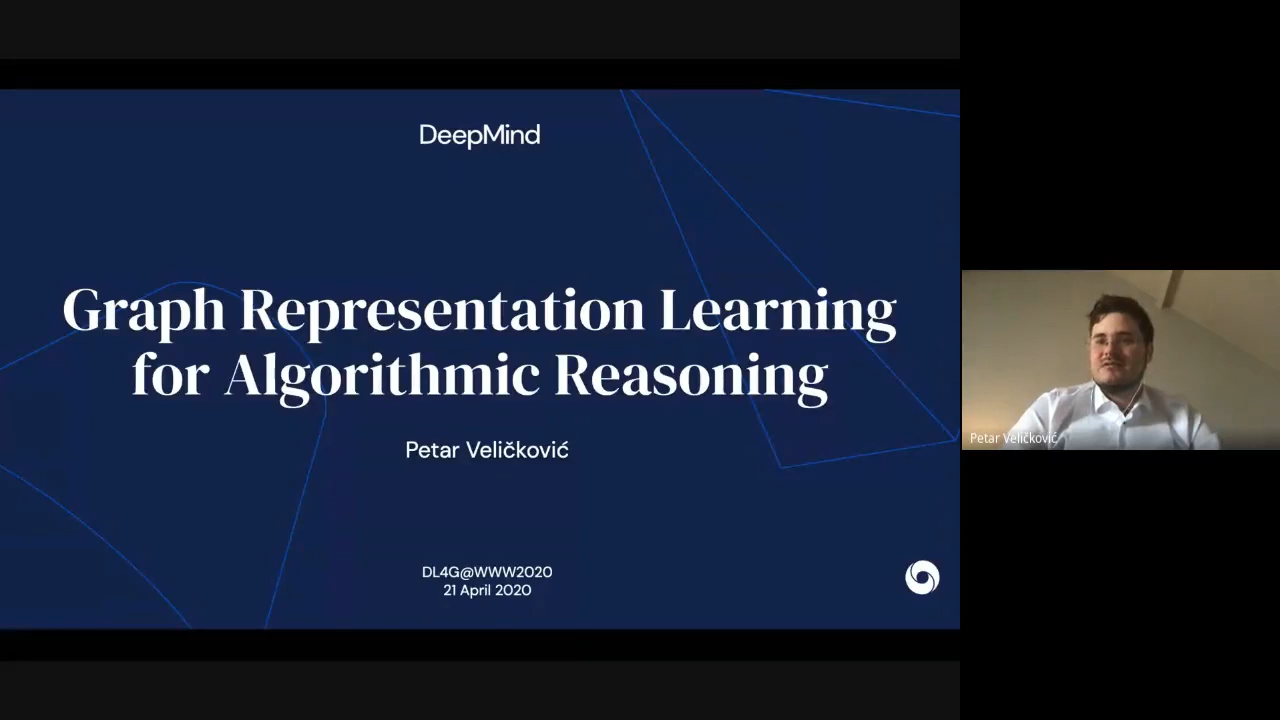 DeepMind
Graph Representation Learning
for Algorithmic Reasoning
Petar Veličković
DL4G@WWW2020
21 April 2020
Petar Veličković